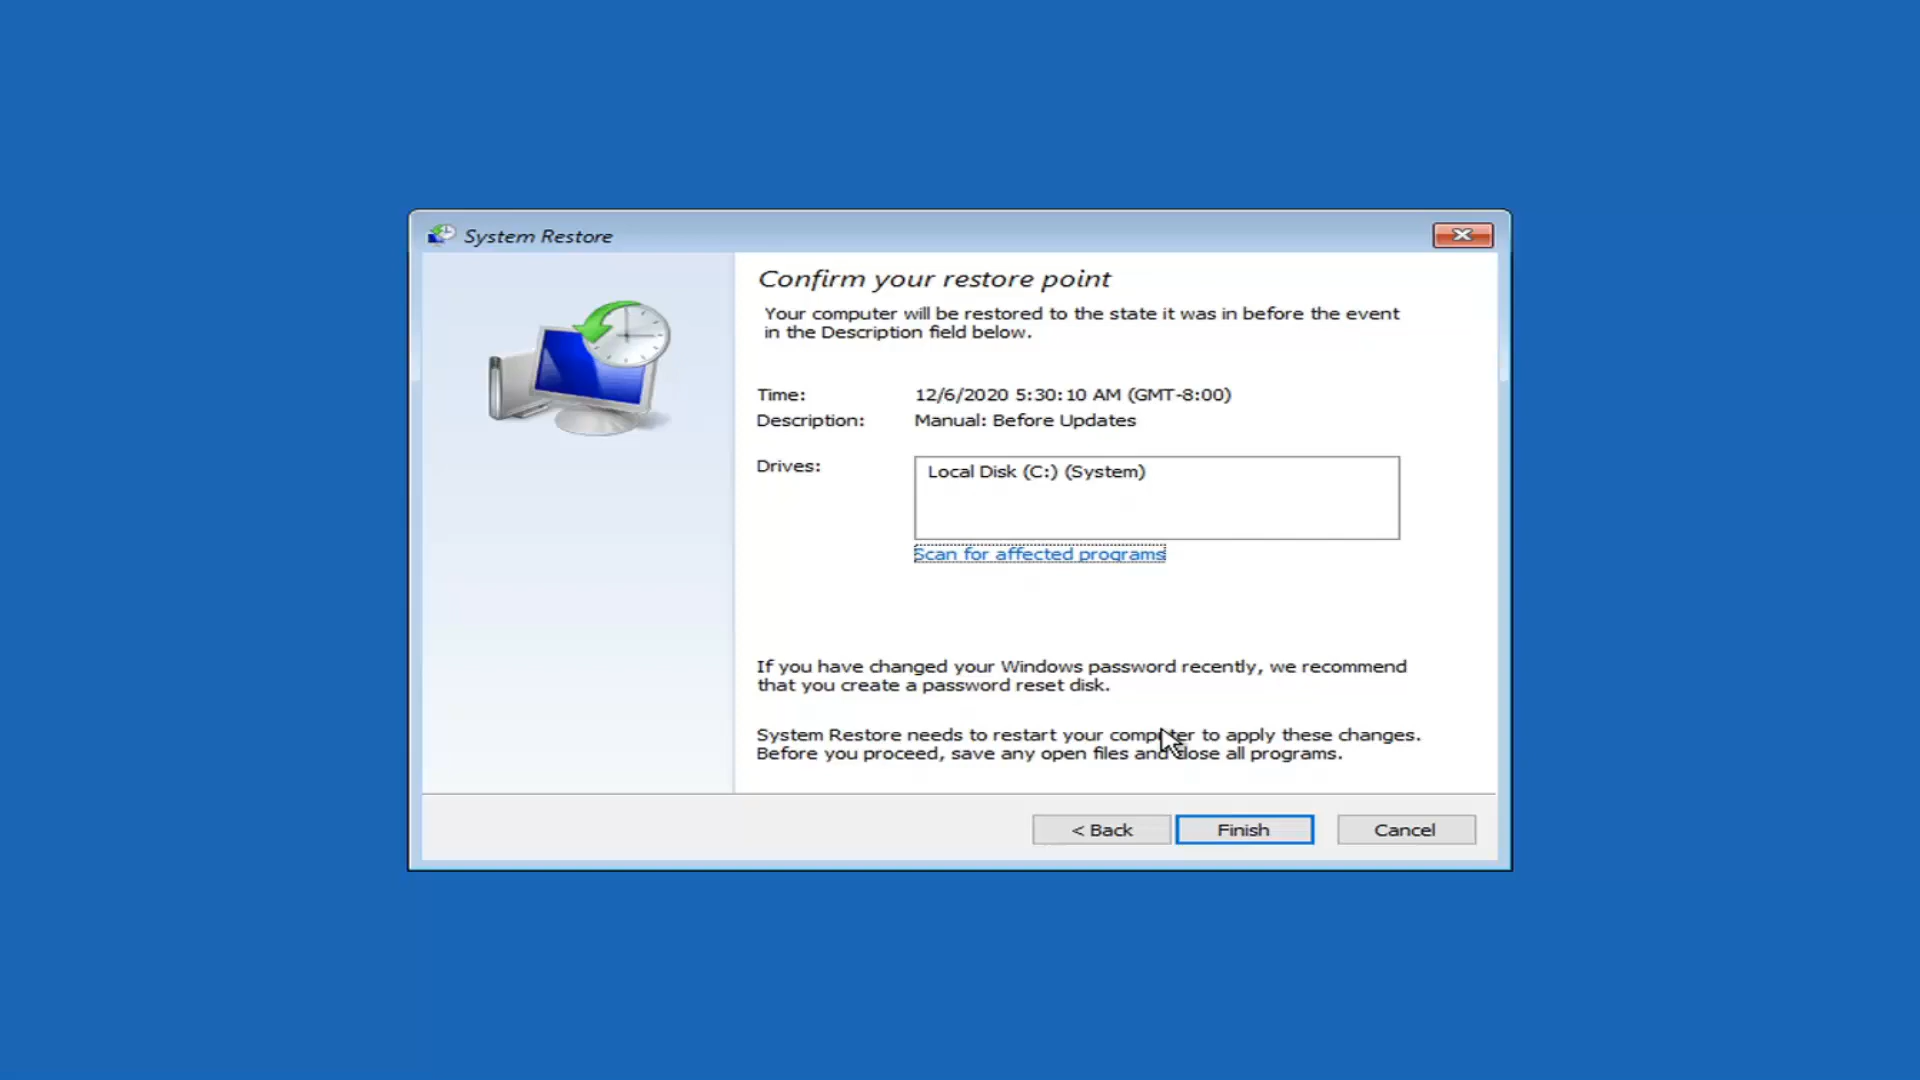 System Restore
Confirm your restore point
Your computer will be restored to the state it was in before the event
in the Description field below.
Time: 12/6/2020 5:30:10 AM (GMT-8:00)
Description: Manual: Before Updates
Drives: Local Disk (C:) (System)
Scan for affected programs
If you have changed your Windows password recently, we recommend
that you create a password reset disk.
System Restore needs to restart your computer to apply these changes.
Before you proceed, save any open files and close all programs.
< Back Finish Cancel